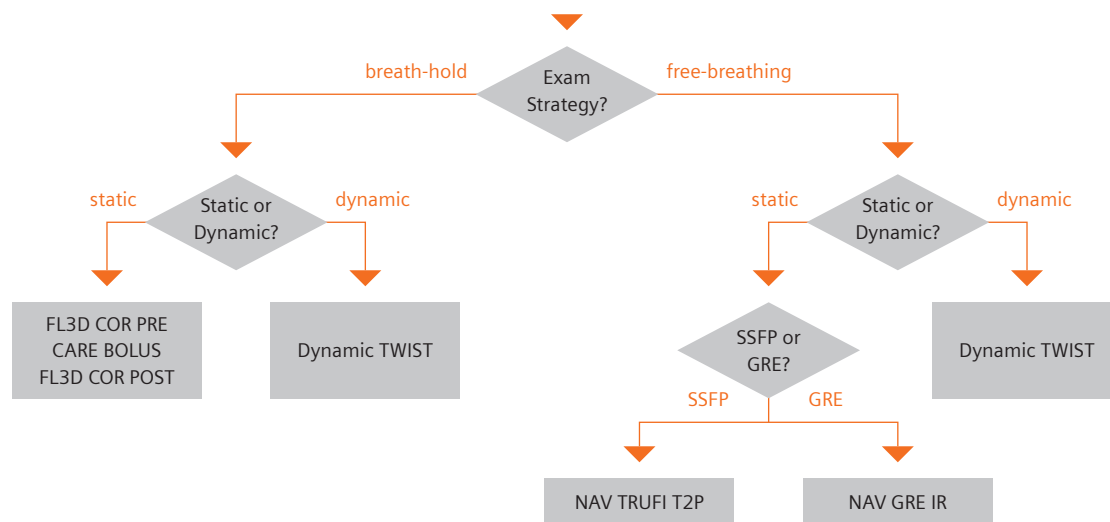 breath-hold
Exam
Strategy?
free-breathing
static
Static or
Dynamic?
dynamic
static
Static or
Dynamic?
dynamic
FL3D COR PRE
CARE BOLUS
FL3D COR POST
Dynamic TWIST
SSFP or
GRE?
Dynamic TWIST
SSFP
GRE
NAV TRUFI T2P
NAV GRE IR